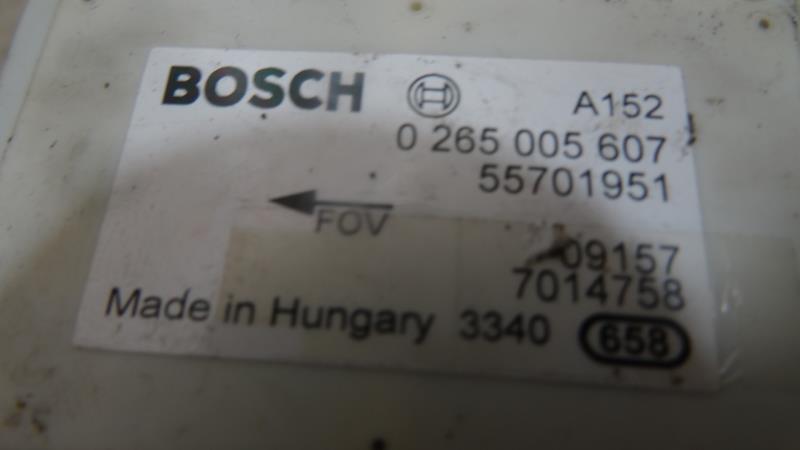 BOSCH
A152
0 265 005 607
55701951
FOV
09157
7014758
Made in Hungary 3340 658